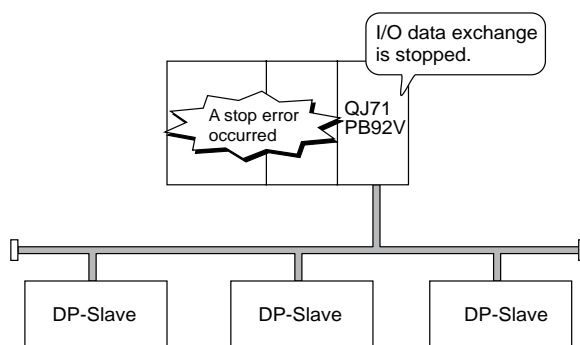 I/O data exchange
is stopped.
A stop error
occurred
QJ71
PB92V
DP-Slave
DP-Slave
DP-Slave